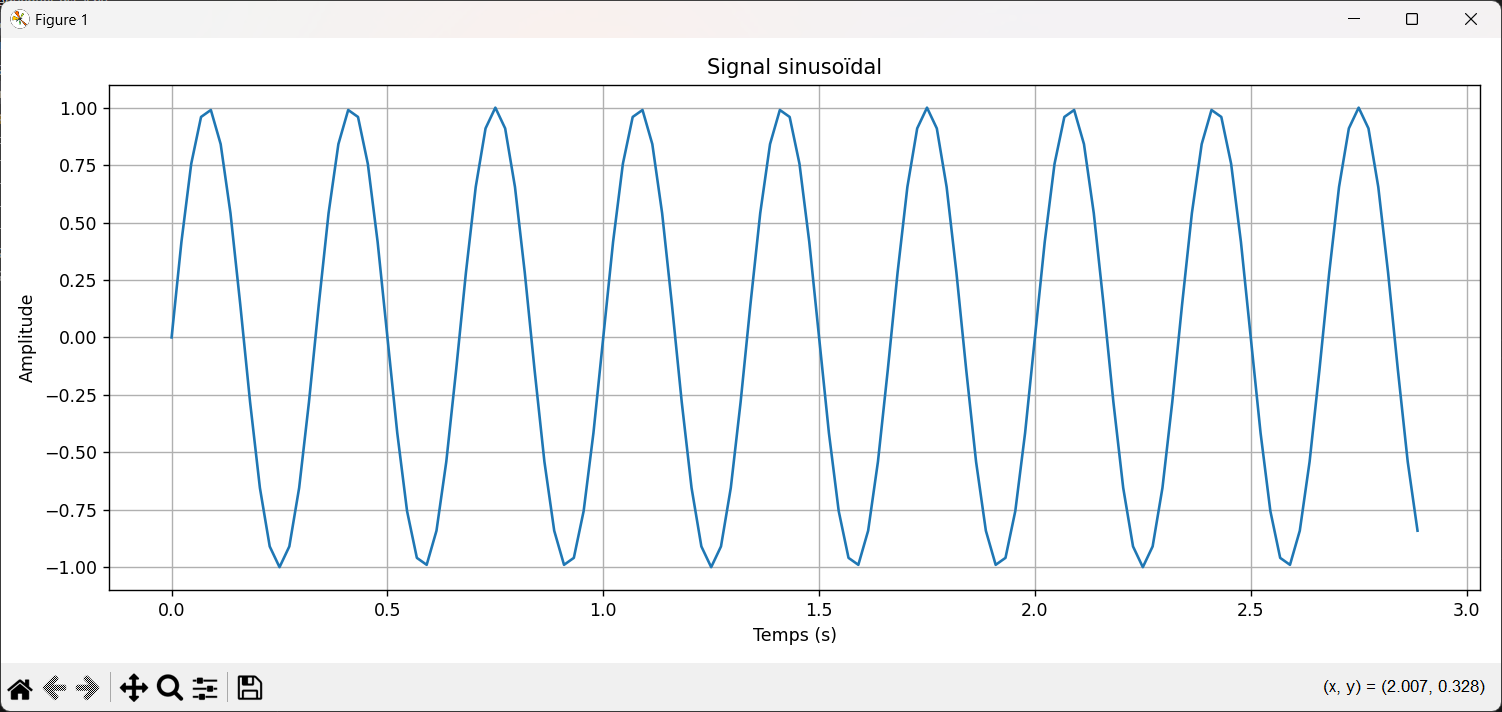 Figure 1
Signal sinusoïdal
1.00
0.75
0.50
0.25
0.00
−0.25
−0.50
−0.75
−1.00
Amplitude
0.0 0.5 1.0 1.5 2.0 2.5 3.0
Temps (s)
(x, y) = (2.007, 0.328)